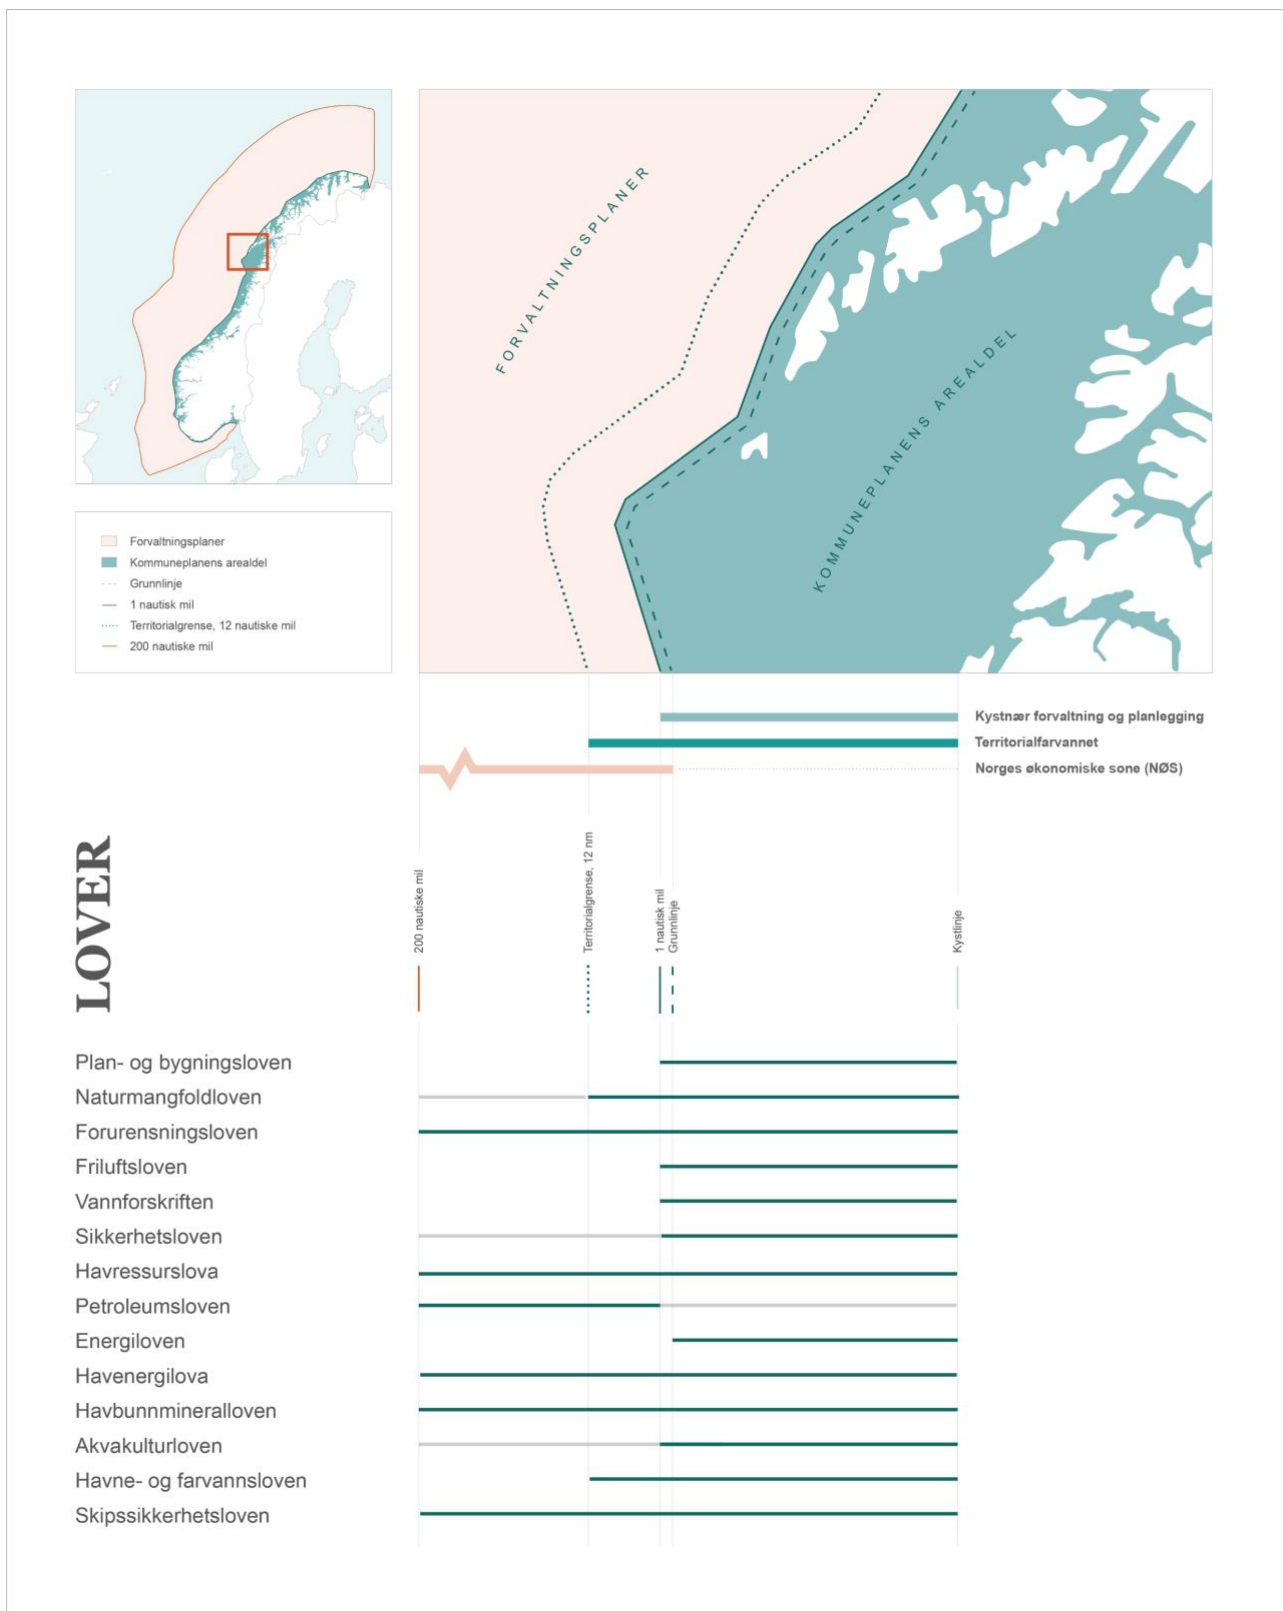 FORVALTNINGSPLANER
KOMMUNEPLANENS AREALDEL
Forvaltningsplaner
Kommuneplanens arealdel
Grunnlinje
1 nautisk mil
Territorialgrense, 12 nautiske mil
200 nautiske mil
Kystnær forvaltning og planlegging
Territorialfarvannet
Norges økonomiske sone (NØS)
LOVER
200 nautiske mil
Territorialgrense, 12 nm
1 nautisk mil
Grunnlinje
Kystlinje
Plan- og bygningsloven
Naturmangfoldloven
Forurensningsloven
Friluftsloven
Vannforskriften
Sikkerhetsloven
Havressurslova
Petroleumsloven
Energiloven
Havenergilova
Havbunnmineralloven
Akvakulturloven
Havne- og farvannsloven
Skipssikkerhetsloven